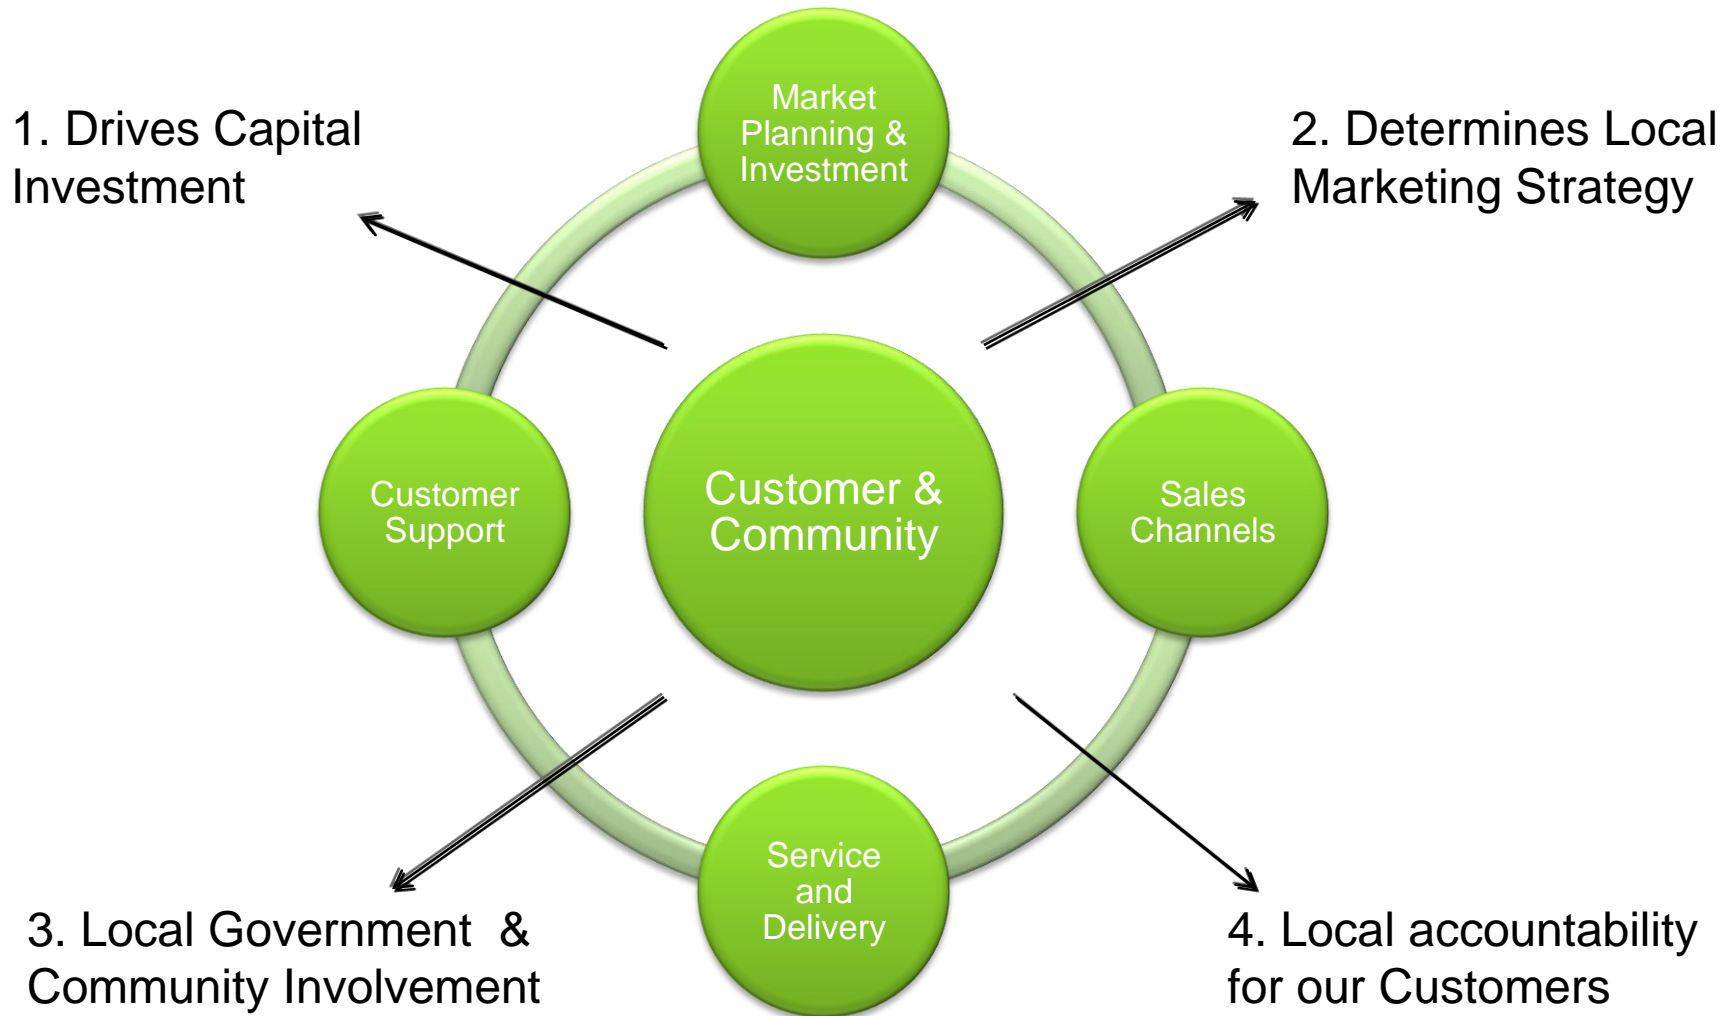 Market
Planning &
Investment
1. Drives Capital
Investment
2. Determines Local
Marketing Strategy
Customer
Support
Customer &
Community
Sales
Channels
Service
and
Delivery
3. Local Government  &
Community Involvement
4. Local accountability
for our Customers